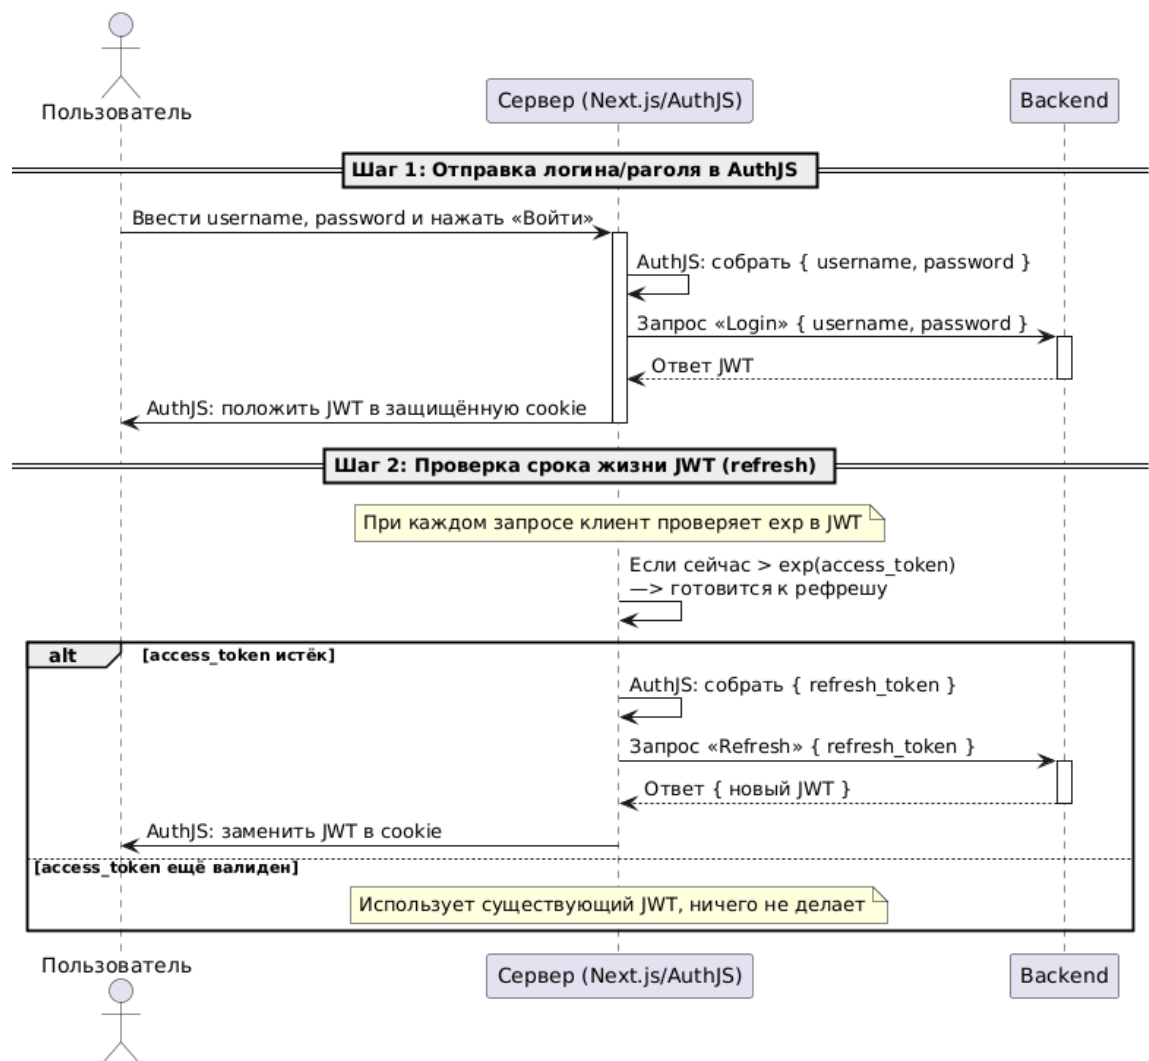 Пользователь
Сервер (Next.js/AuthJS)
Backend
Шаг 1: Отправка логина/пароля в AuthJS
Ввести username, password и нажать «Войти»
AuthJS: собрать { username, password }
Запрос «Login» { username, password }
Ответ JWT
AuthJS: положить JWT в защищённую cookie
Шаг 2: Проверка срока жизни JWT (refresh)
При каждом запросе клиент проверяет exp в JWT
Если сейчас > exp(access_token)
—> готовится к рефрешу
alt
[access_token истёк]
AuthJS: собрать { refresh_token }
Запрос «Refresh» { refresh_token }
Ответ { новый JWT }
AuthJS: заменить JWT в cookie
[access_token ещё валиден]
Использует существующий JWT, ничего не делает
Пользователь
Сервер (Next.js/AuthJS)
Backend